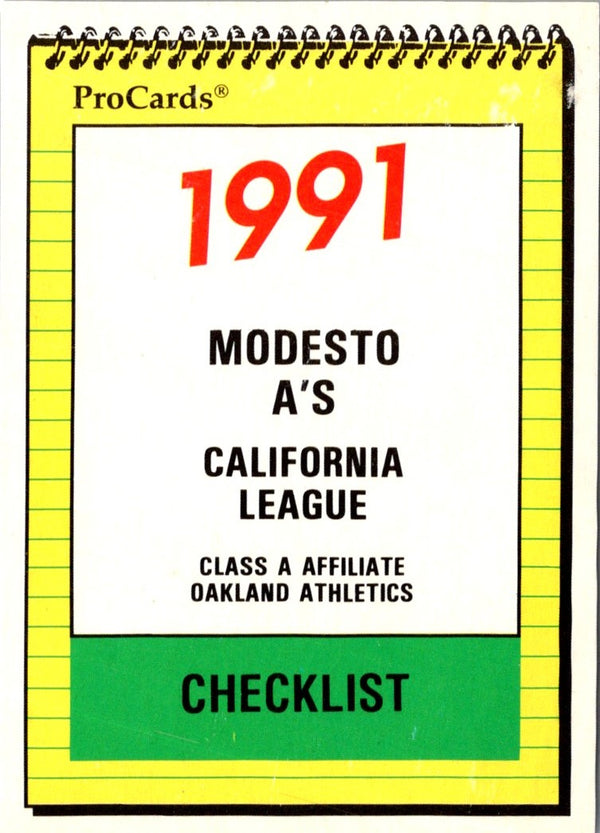 ProCards®
1991
MODESTO
A'S
CALIFORNIA
LEAGUE
CLASS A AFFILIATE
OAKLAND ATHLETICS
CHECKLIST